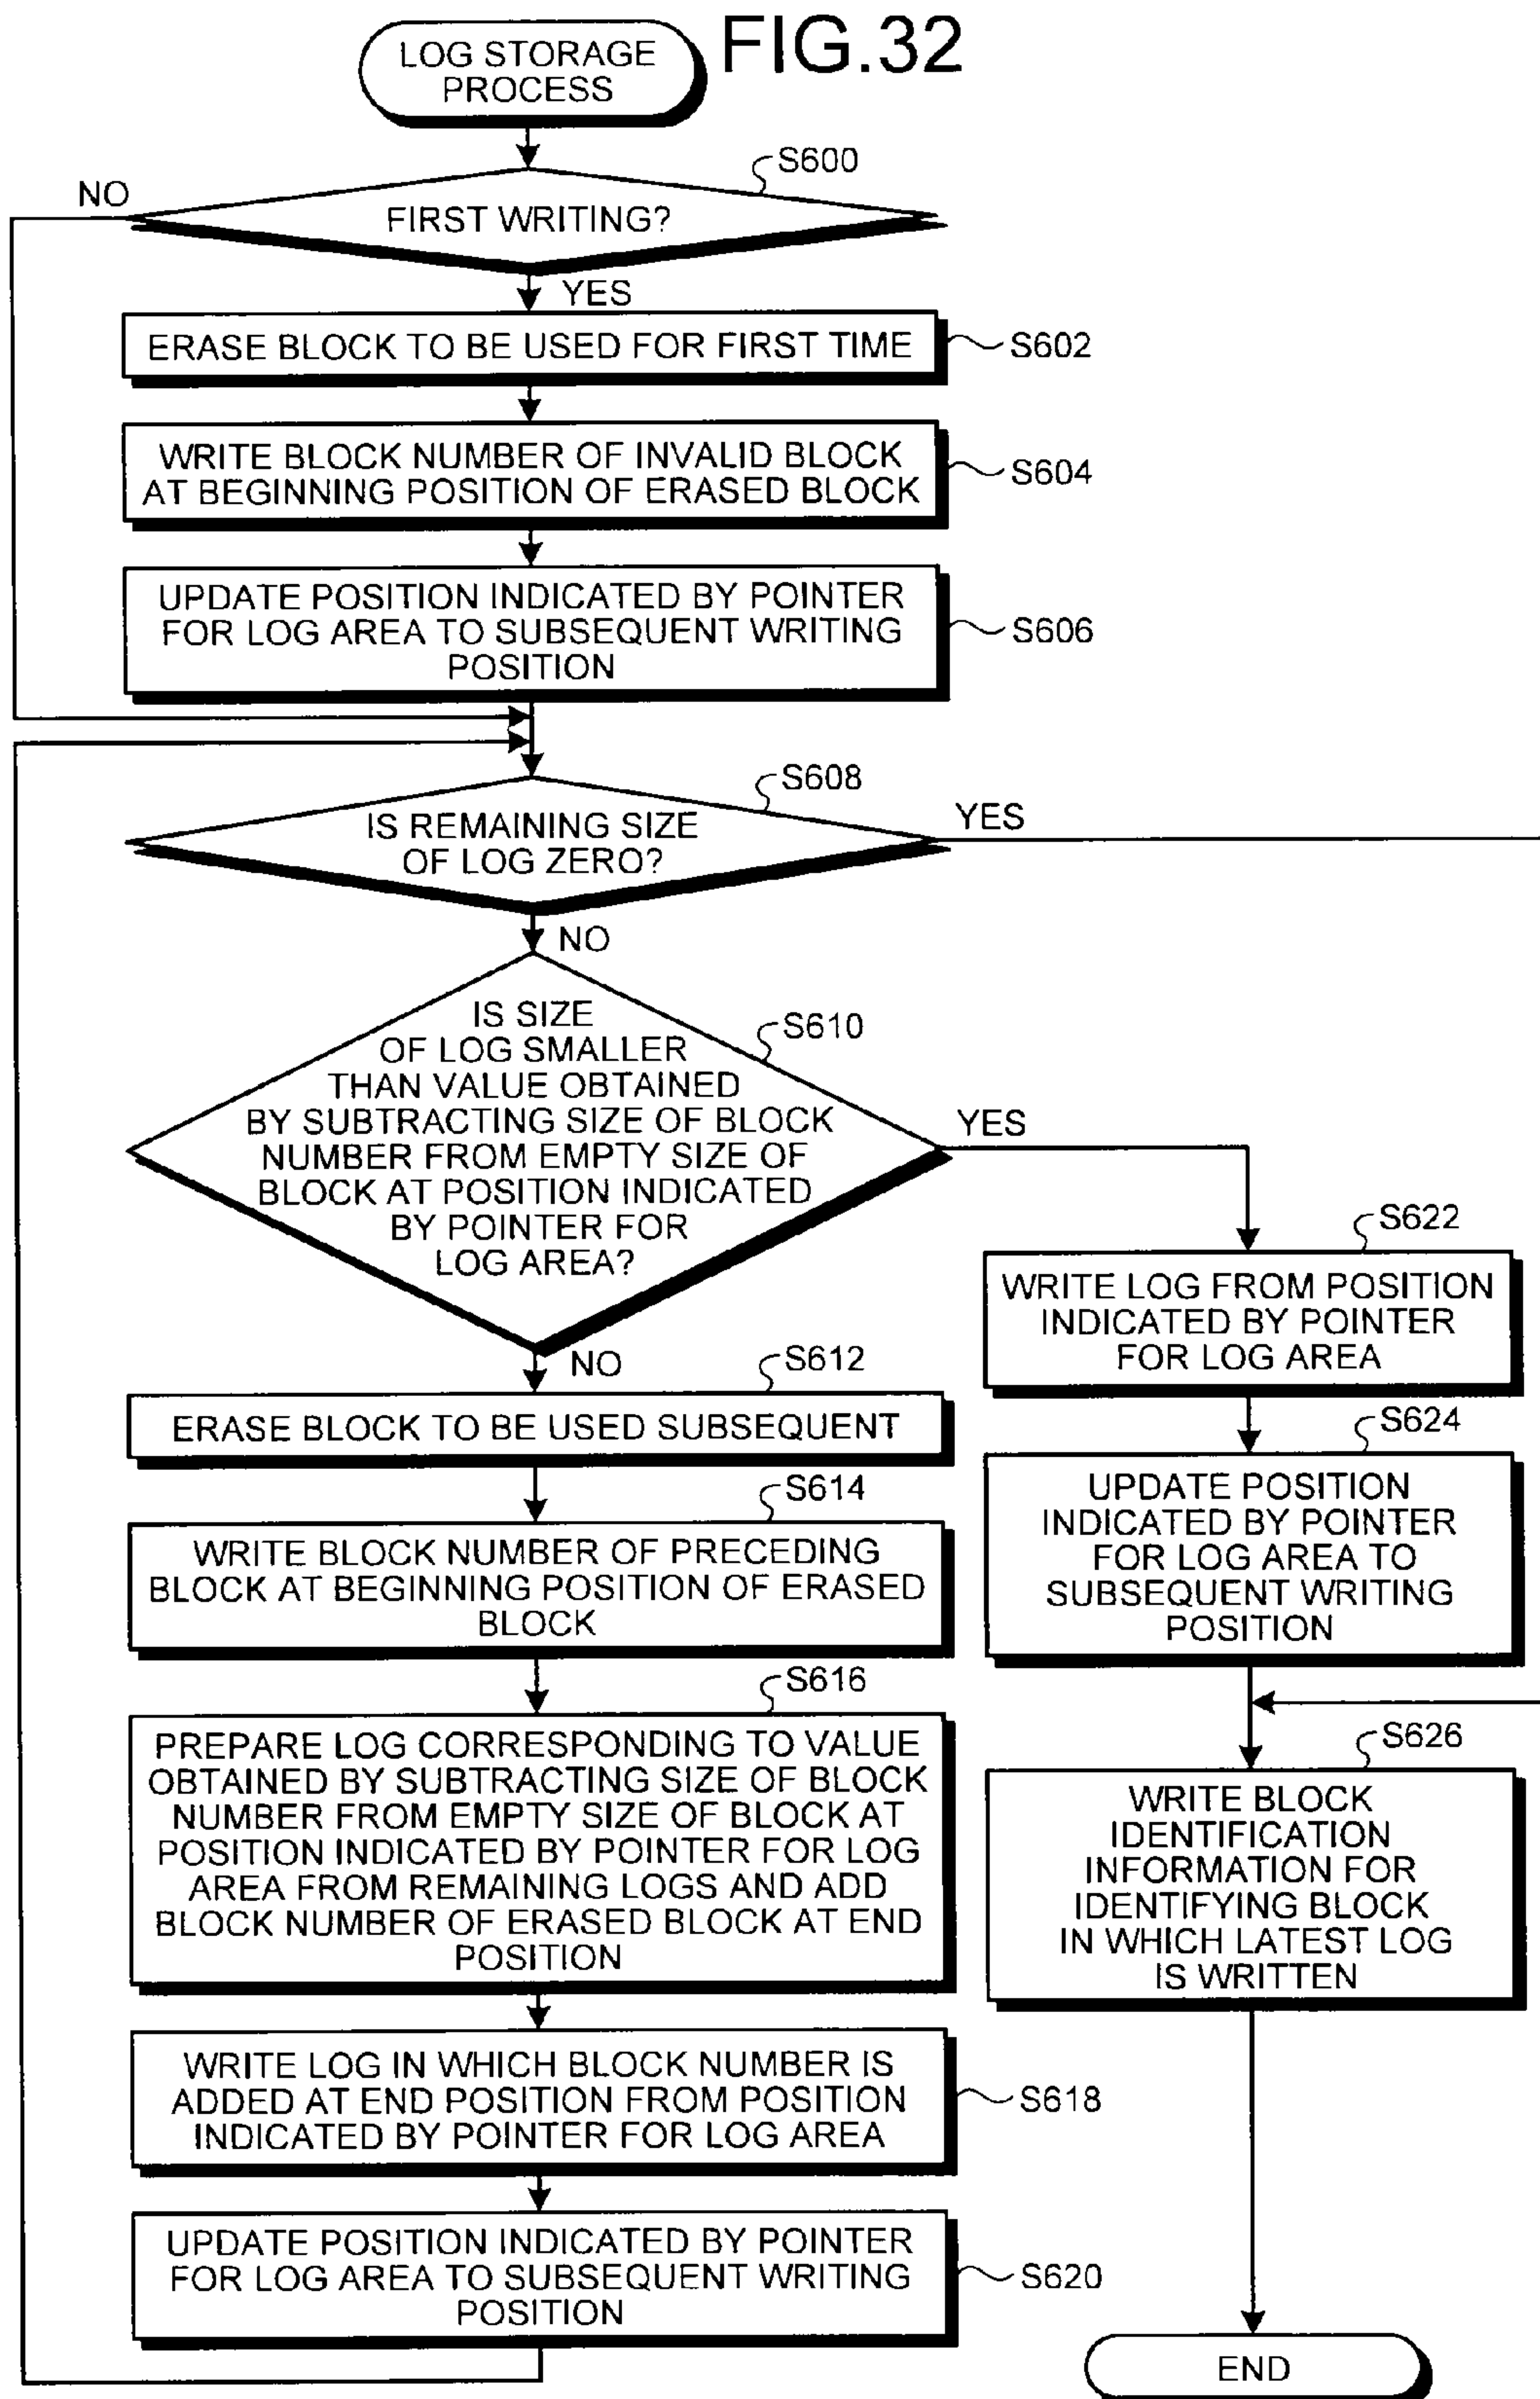 FIG.32
LOG STORAGE
PROCESS
S600
NO
FIRST WRITING?
YES
ERASE BLOCK TO BE USED FOR FIRST TIME
S602
WRITE BLOCK NUMBER OF INVALID BLOCK
AT BEGINNING POSITION OF ERASED BLOCK
S604
UPDATE POSITION INDICATED BY POINTER
FOR LOG AREA TO SUBSEQUENT WRITING
POSITION
S606
S608
IS REMAINING SIZE
OF LOG ZERO?
YES
NO
IS SIZE
OF LOG SMALLER
THAN VALUE OBTAINED
BY SUBTRACTING SIZE OF BLOCK
NUMBER FROM EMPTY SIZE OF
BLOCK AT POSITION INDICATED
BY POINTER FOR
LOG AREA?
S610
YES
NO
S612
ERASE BLOCK TO BE USED SUBSEQUENT
S614
WRITE BLOCK NUMBER OF PRECEDING
BLOCK AT BEGINNING POSITION OF ERASED
BLOCK
S616
PREPARE LOG CORRESPONDING TO VALUE
OBTAINED BY SUBTRACTING SIZE OF BLOCK
NUMBER FROM EMPTY SIZE OF BLOCK AT
POSITION INDICATED BY POINTER FOR LOG
AREA FROM REMAINING LOGS AND ADD
BLOCK NUMBER OF ERASED BLOCK AT END
POSITION
WRITE LOG IN WHICH BLOCK NUMBER IS
ADDED AT END POSITION FROM POSITION
INDICATED BY POINTER FOR LOG AREA
S618
UPDATE POSITION INDICATED BY POINTER
FOR LOG AREA TO SUBSEQUENT WRITING
POSITION
S620
S622
WRITE LOG FROM POSITION
INDICATED BY POINTER
FOR LOG AREA
S624
UPDATE POSITION
INDICATED BY POINTER
FOR LOG AREA TO
SUBSEQUENT WRITING
POSITION
S626
WRITE BLOCK
IDENTIFICATION
INFORMATION FOR
IDENTIFYING BLOCK
IN WHICH LATEST LOG
IS WRITTEN
END